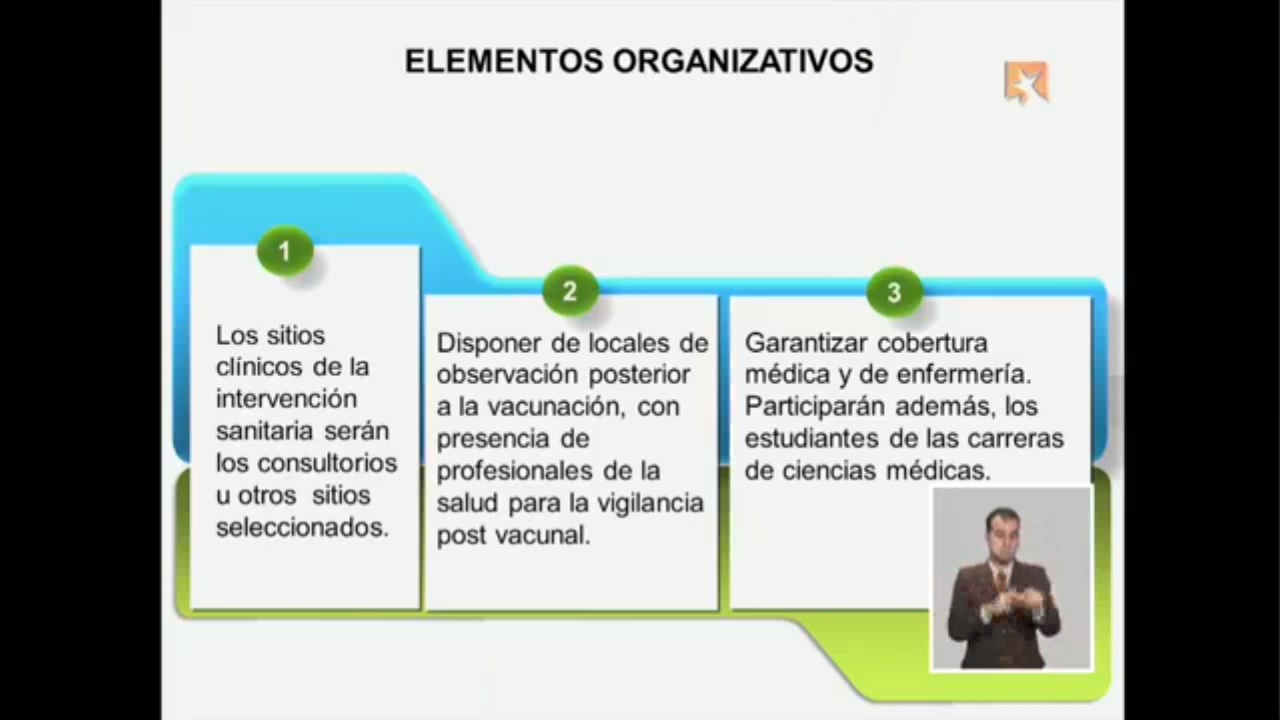 ELEMENTOS ORGANIZATIVOS
1
Los sitios
clínicos de la
intervención
sanitaria serán
los consultorios
u otros sitios
seleccionados.
2
Disponer de locales de
observación posterior
a la vacunación, con
presencia de
profesionales de la
salud para la vigilancia
post vacunal.
3
Garantizar cobertura
médica y de enfermería.
Participarán además, los
estudiantes de las carreras
de ciencias médicas.